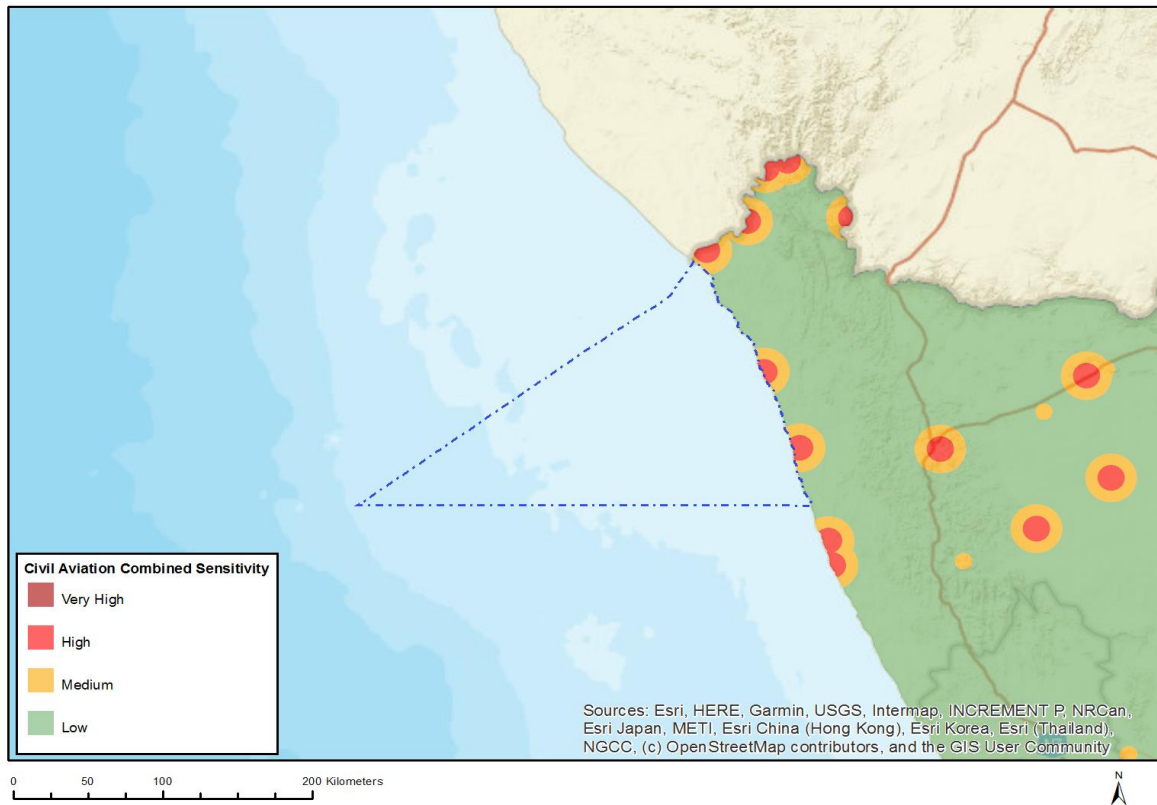 Civil Aviation Combined Sensitivity
Very High
High
Medium
Low
Sources: Esri, HERE, Garmin, USGS, Intermap, INCREMENT P, NRCan,
Esri Japan, METI, Esri China (Hong Kong), Esri Korea, Esri (Thailand),
NGCC, (c) OpenStreetMap contributors, and the GIS User Community
0 50 100 200 Kilometers
N